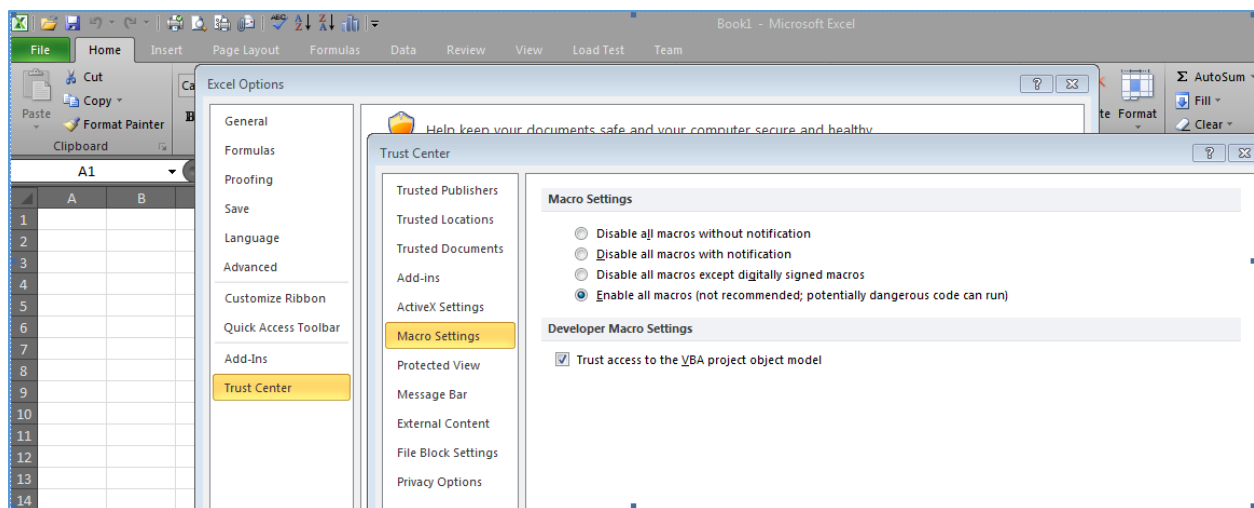 Book1 - Microsoft Excel
File Home Insert Page Layout Formulas Data Review View Load Test Team
Cut
Copy
Format Painter
Paste
Clipboard
Ca
B
te Format
Σ AutoSum
Fill
Clear
A1
A B
1
2
3
4
5
6
7
8
9
10
11
12
13
14
Excel Options
General
Formulas
Proofing
Save
Language
Advanced
Customize Ribbon
Quick Access Toolbar
Add-Ins
Trust Center
Help keep your documents safe and your computer secure and healthy
Trust Center
Trusted Publishers
Trusted Locations
Trusted Documents
Add-ins
ActiveX Settings
Macro Settings
Protected View
Message Bar
External Content
File Block Settings
Privacy Options
Macro Settings
Disable all macros without notification
Disable all macros with notification
Disable all macros except digitally signed macros
Enable all macros (not recommended; potentially dangerous code can run)
Developer Macro Settings
Trust access to the VBA project object model